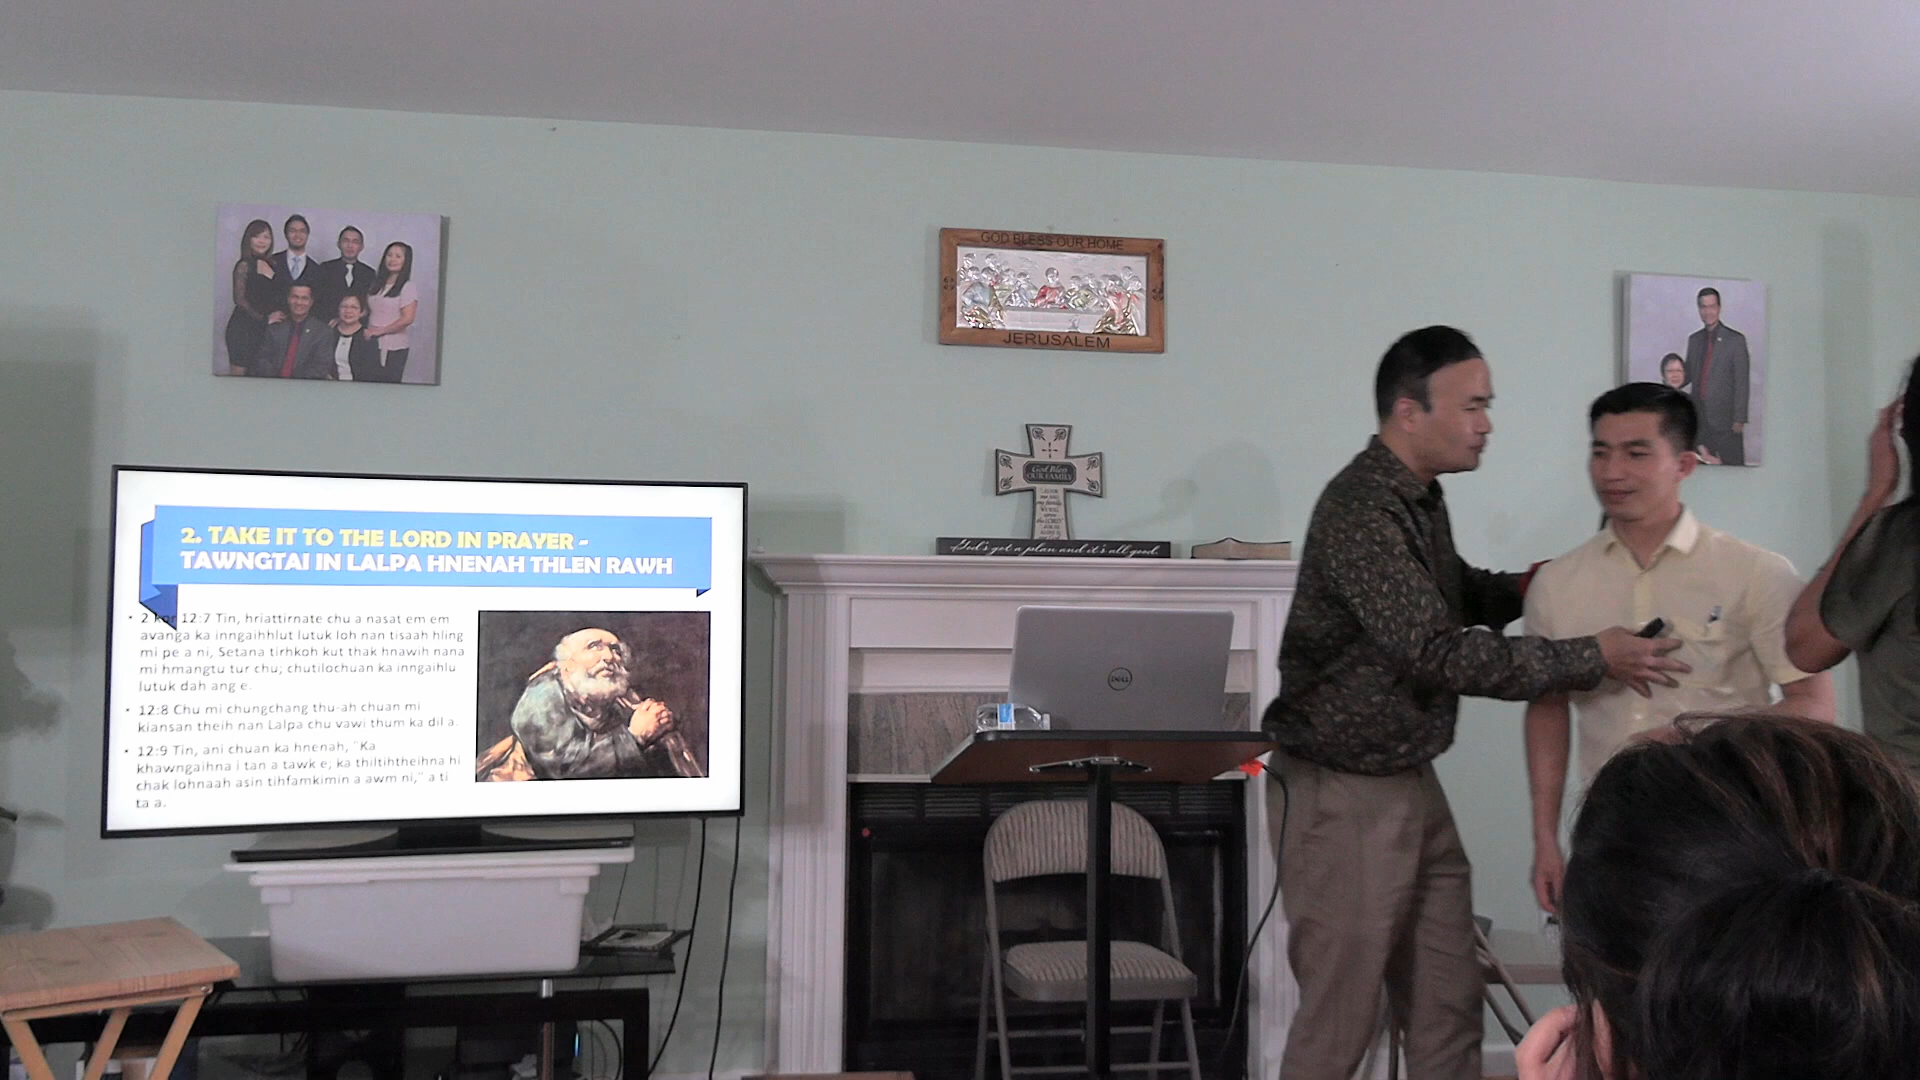 GOD BLESS OUR HOME
JERUSALEM
God Bless
OUR FAMILY
God's got a plan and it's all good.
2. TAKE IT TO THE LORD IN PRAYER -
TAWNGTAI IN LALPA HNENAH THLEN RAWH
• 2 kor 12:7 Tin, hriattirnate chu a nasat em em
avanga ka inngaihhlut lutuk loh nan tisaah hling
mi pe a ni, Setana tirhkoh kut thak hnawih nana
mi hmangtu tur chu; chutilochuan ka inngaihlu
lutuk dah ang e.
• 12:8 Chu mi chungchang thu-ah chuan mi
kiansan theih nan Lalpa chu vawi thum ka dil a.
• 12:9 Tin, ani chuan ka hnenah, "Ka
khawngaihna i tan a tawk e; ka thiltihtheihna hi
chak lohnaah asin tihfamkimin a awm ni," a ti
ta a.
DELL